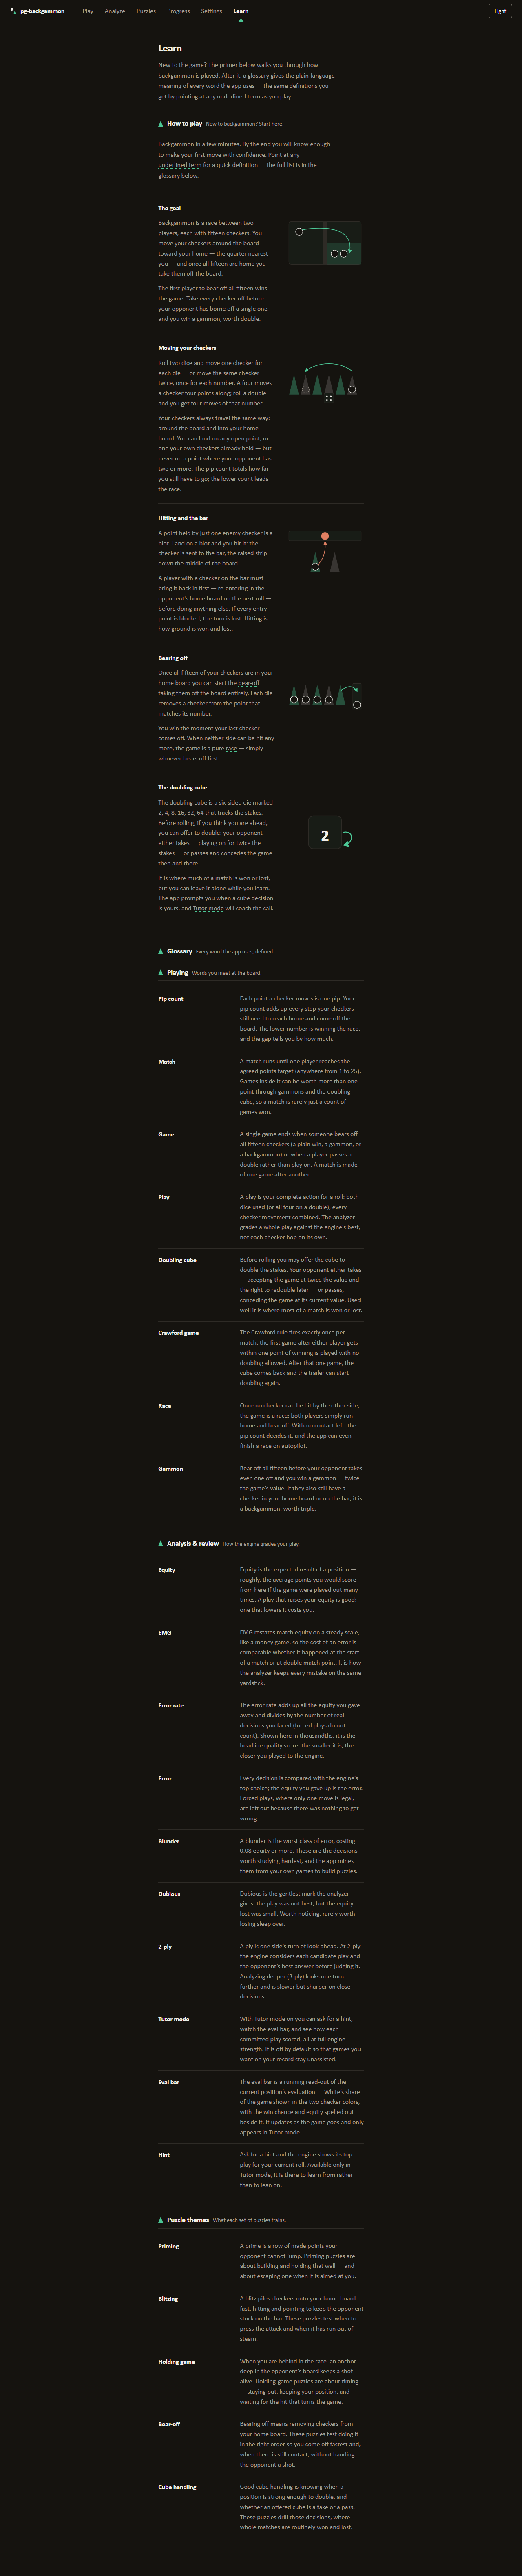 pg-backgammon Play Analyze Puzzles Progress Settings Learn Light
Learn
New to the game? The primer below walks you through how
backgammon is played. After it, a glossary gives the plain-language
meaning of every word the app uses — the same definitions you
get by pointing at any underlined term as you play.
How to play New to backgammon? Start here.
Backgammon in a few minutes. By the end you will know enough
to make your first move with confidence. Point at any
underlined term for a quick definition — the full list is in the
glossary below.
The goal
Backgammon is a race between two
players, each with fifteen checkers. You
move your checkers around the board
toward your home — the quarter nearest
you — and once all fifteen are home you
take them off the board.
The first player to bear off all fifteen wins
the game. Take every checker off before
your opponent has borne off a single one
and you win a gammon, worth double.
Moving your checkers
Roll two dice and move one checker for
each die — or move the same checker
twice, once for each number. A four moves
a checker four points along; roll a double
and you get four moves of that number.
Your checkers always travel the same way:
around the board and into your home
board. You can land on any open point, or
one your own checkers already hold — but
never on a point where your opponent has
two or more. The pip count totals how far
you still have to go; the lower count leads
the race.
Hitting and the bar
A point held by just one enemy checker is a
blot. Land on a blot and you hit it: the
checker is sent to the bar, the raised strip
down the middle of the board.
A player with a checker on the bar must
bring it back in first — re-entering in the
opponent's home board on the next roll —
before doing anything else. If every entry
point is blocked, the turn is lost. Hitting is
how ground is won and lost.
Bearing off
Once all fifteen of your checkers are in your
home board you can start the bear-off —
taking them off the board entirely. Each die
removes a checker from the point that
matches its number.
You win the moment your last checker
comes off. When neither side can be hit any
more, the game is a pure race — simply
whoever bears off first.
The doubling cube
The doubling cube is a six-sided die marked
2, 4, 8, 16, 32, 64 that tracks the stakes.
Before rolling, if you think you are ahead,
you can offer to double: your opponent
either takes — playing on for twice the
stakes — or passes and concedes the game
then and there.
2
It is where much of a match is won or lost,
but you can leave it alone while you learn.
The app prompts you when a cube decision
is yours, and Tutor mode will coach the call.
Glossary Every word the app uses, defined.
Playing Words you meet at the board.
Pip count
Each point a checker moves is one pip. Your
pip count adds up every step your checkers
still need to reach home and come off the
board. The lower number is winning the race,
and the gap tells you by how much.
Match
A match runs until one player reaches the
agreed points target (anywhere from 1 to 25).
Games inside it can be worth more than one
point through gammons and the doubling
cube, so a match is rarely just a count of
games won.
Game
A single game ends when someone bears off
all fifteen checkers (a plain win, a gammon, or
a backgammon) or when a player passes a
double rather than play on. A match is made
of one game after another.
Play
A play is your complete action for a roll: both
dice used (or all four on a double), every
checker movement combined. The analyzer
grades a whole play against the engine's best,
not each checker hop on its own.
Doubling cube
Before rolling you may offer the cube to
double the stakes. Your opponent either takes
— accepting the game at twice the value and
the right to redouble later — or passes,
conceding the game at its current value. Used
well it is where most of a match is won or lost.
Crawford game
The Crawford rule fires exactly once per
match: the first game after either player gets
within one point of winning is played with no
doubling allowed. After that one game, the
cube comes back and the trailer can start
doubling again.
Race
Once no checker can be hit by the other side,
the game is a race: both players simply run
home and bear off. With no contact left, the
pip count decides it, and the app can even
finish a race on autopilot.
Gammon
Bear off all fifteen before your opponent takes
even one off and you win a gammon — twice
the game's value. If they also still have a
checker in your home board or on the bar, it is
a backgammon, worth triple.
Analysis & review How the engine grades your play.
Equity
Equity is the expected result of a position —
roughly, the average points you would score
from here if the game were played out many
times. A play that raises your equity is good;
one that lowers it costs you.
EMG
EMG restates match equity on a steady scale,
like a money game, so the cost of an error is
comparable whether it happened at the start
of a match or at double match point. It is how
the analyzer keeps every mistake on the same
yardstick.
Error rate
The error rate adds up all the equity you gave
away and divides by the number of real
decisions you faced (forced plays do not
count). Shown here in thousandths, it is the
headline quality score: the smaller it is, the
closer you played to the engine.
Error
Every decision is compared with the engine's
top choice; the equity you gave up is the error.
Forced plays, where only one move is legal,
are left out because there was nothing to get
wrong.
Blunder
A blunder is the worst class of error, costing
0.08 equity or more. These are the decisions
worth studying hardest, and the app mines
them from your own games to build puzzles.
Dubious
Dubious is the gentlest mark the analyzer
gives: the play was not best, but the equity
lost was small. Worth noticing, rarely worth
losing sleep over.
2-ply
A ply is one side's turn of look-ahead. At 2-ply
the engine considers each candidate play and
the opponent's best answer before judging it.
Analyzing deeper (3-ply) looks one turn
further and is slower but sharper on close
decisions.
Tutor mode
With Tutor mode on you can ask for a hint,
watch the eval bar, and see how each
committed play scored, all at full engine
strength. It is off by default so that games you
want on your record stay unassisted.
Eval bar
The eval bar is a running read-out of the
current position's evaluation — White's share
of the game shown in the two checker colors,
with the win chance and equity spelled out
beside it. It updates as the game goes and only
appears in Tutor mode.
Hint
Ask for a hint and the engine shows its top
play for your current roll. Available only in
Tutor mode, it is there to learn from rather
than to lean on.
Puzzle themes What each set of puzzles trains.
Priming
A prime is a row of made points your
opponent cannot jump. Priming puzzles are
about building and holding that wall — and
about escaping one when it is aimed at you.
Blitzing
A blitz piles checkers onto your home board
fast, hitting and pointing to keep the opponent
stuck on the bar. These puzzles test when to
press the attack and when it has run out of
steam.
Holding game
When you are behind in the race, an anchor
deep in the opponent's board keeps a shot
alive. Holding-game puzzles are about timing
— staying put, keeping your position, and
waiting for the hit that turns the game.
Bear-off
Bearing off means removing checkers from
your home board. These puzzles test doing it
in the right order so you come off fastest and,
when there is still contact, without handing
the opponent a shot.
Cube handling
Good cube handling is knowing when a
position is strong enough to double, and
whether an offered cube is a take or a pass.
These puzzles drill those decisions, where
whole matches are routinely won and lost.